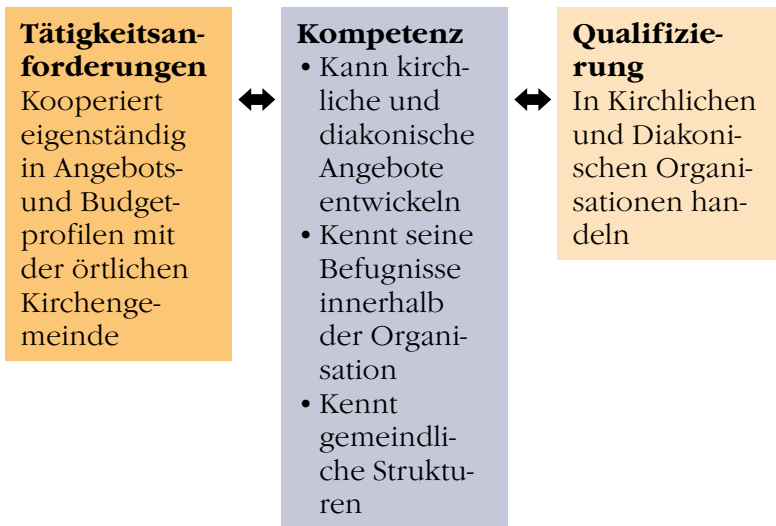 Tätigkeitsan-
forderungen
Kooperiert
eigenständig
in Angebots-
und Budget-
profilen mit
der örtlichen
Kirchenge-
meinde
Kompetenz
• Kann kirch-
liche und
diakonische
Angebote
entwickeln
• Kennt seine
Befugnisse
innerhalb
der Organi-
sation
• Kennt
gemeindli-
che Struktu-
ren
Qualifizie-
rung
In Kirchlichen
und Diakoni-
schen Organi-
sationen han-
deln